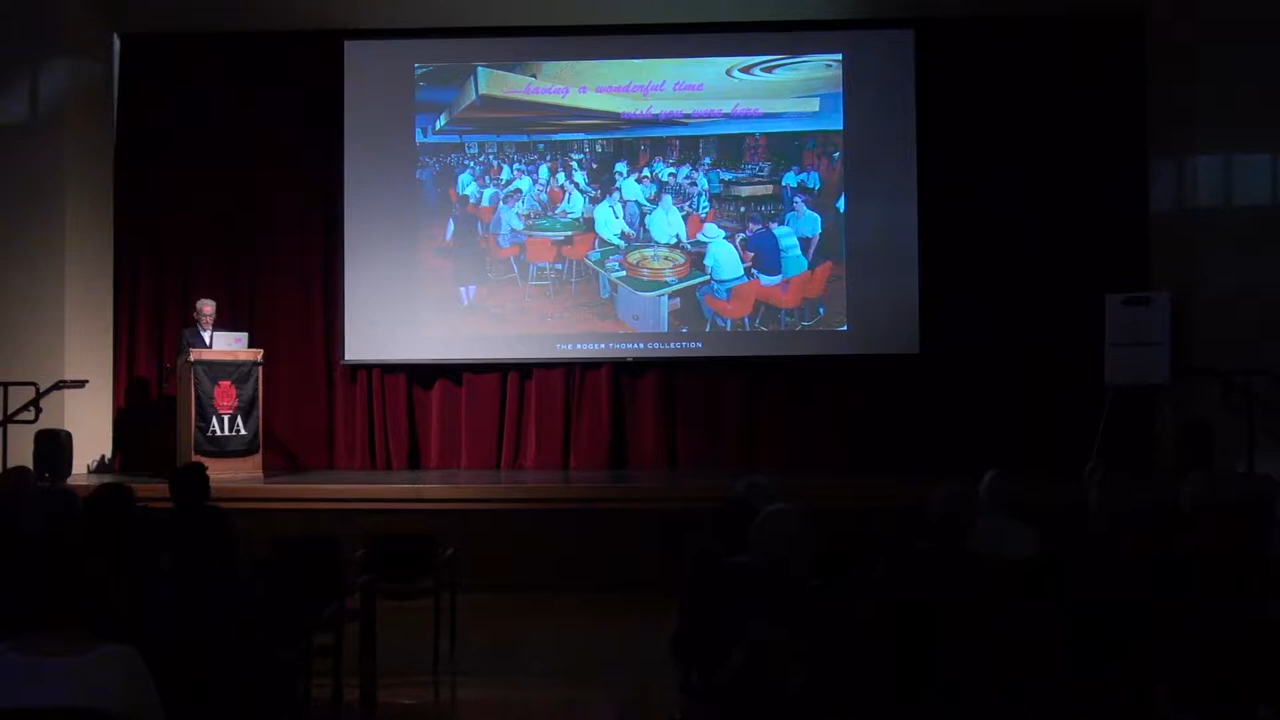 —having a wonderful time
wish you were here.
THE ROGER THOMAS COLLECTION
AIA